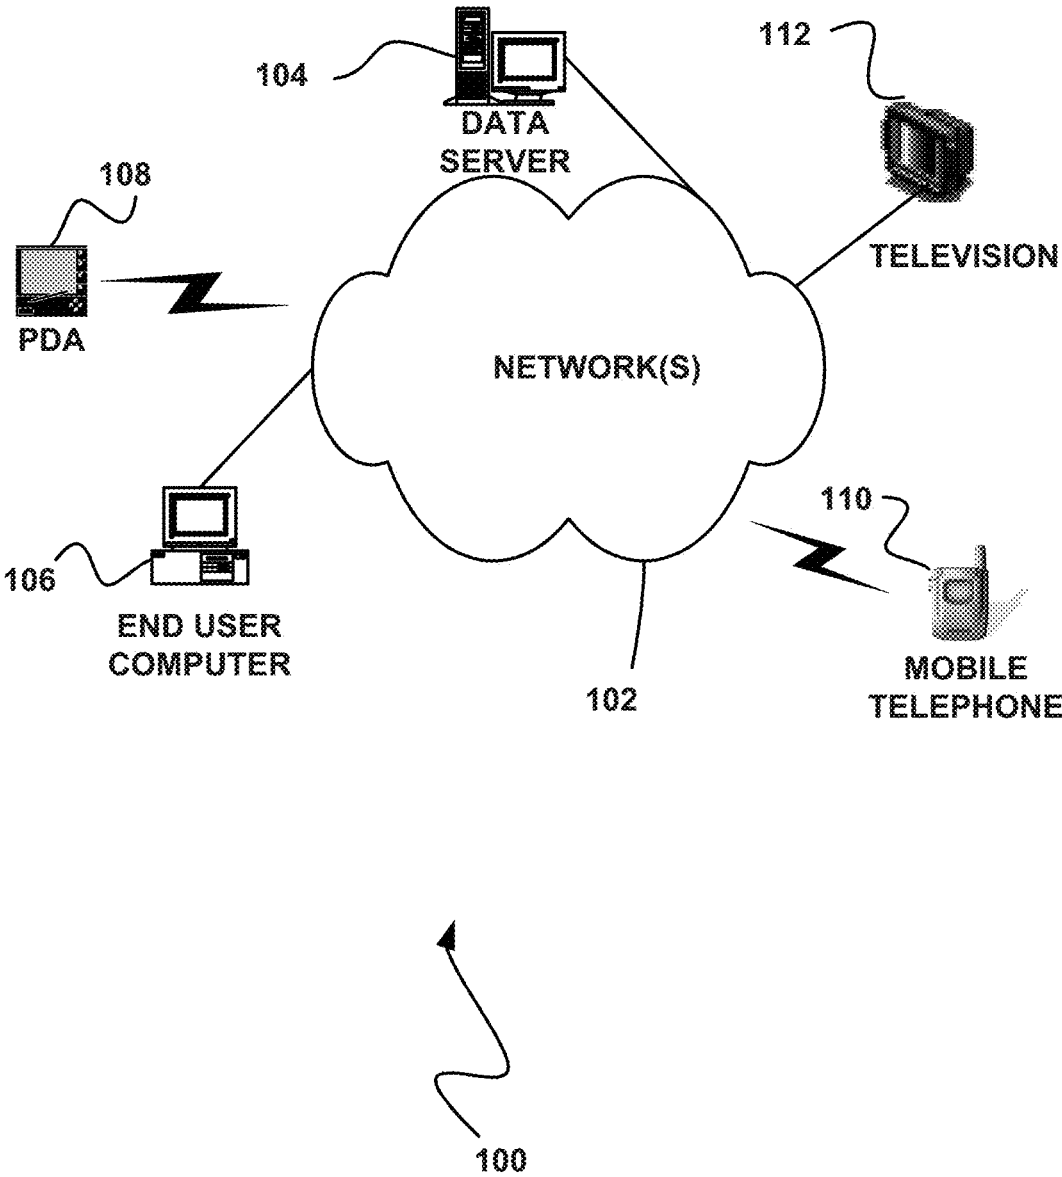 104
DATA
SERVER
112
TELEVISION
108
PDA
NETWORK(S)
106
END USER
COMPUTER
110
MOBILE
TELEPHONE
102
100